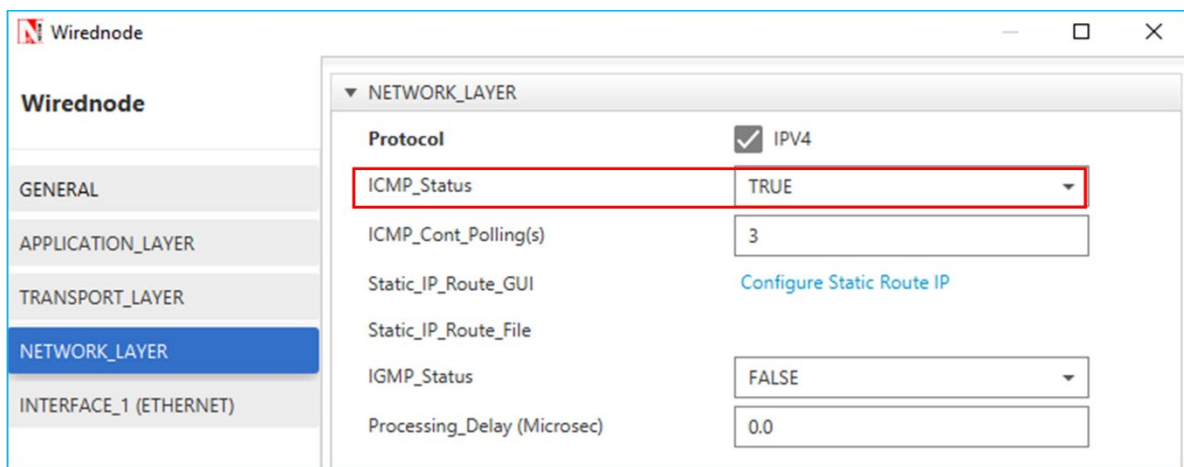 Wirednode
Wirednode
GENERAL
APPLICATION_LAYER
TRANSPORT_LAYER
NETWORK_LAYER
INTERFACE_1 (ETHERNET)
NETWORK_LAYER
Protocol IPV4
ICMP_Status TRUE
ICMP_Cont_Polling(s) 3
Static_IP_Route_GUI Configure Static Route IP
Static_IP_Route_File
IGMP_Status FALSE
Processing_Delay (Microsec) 0.0